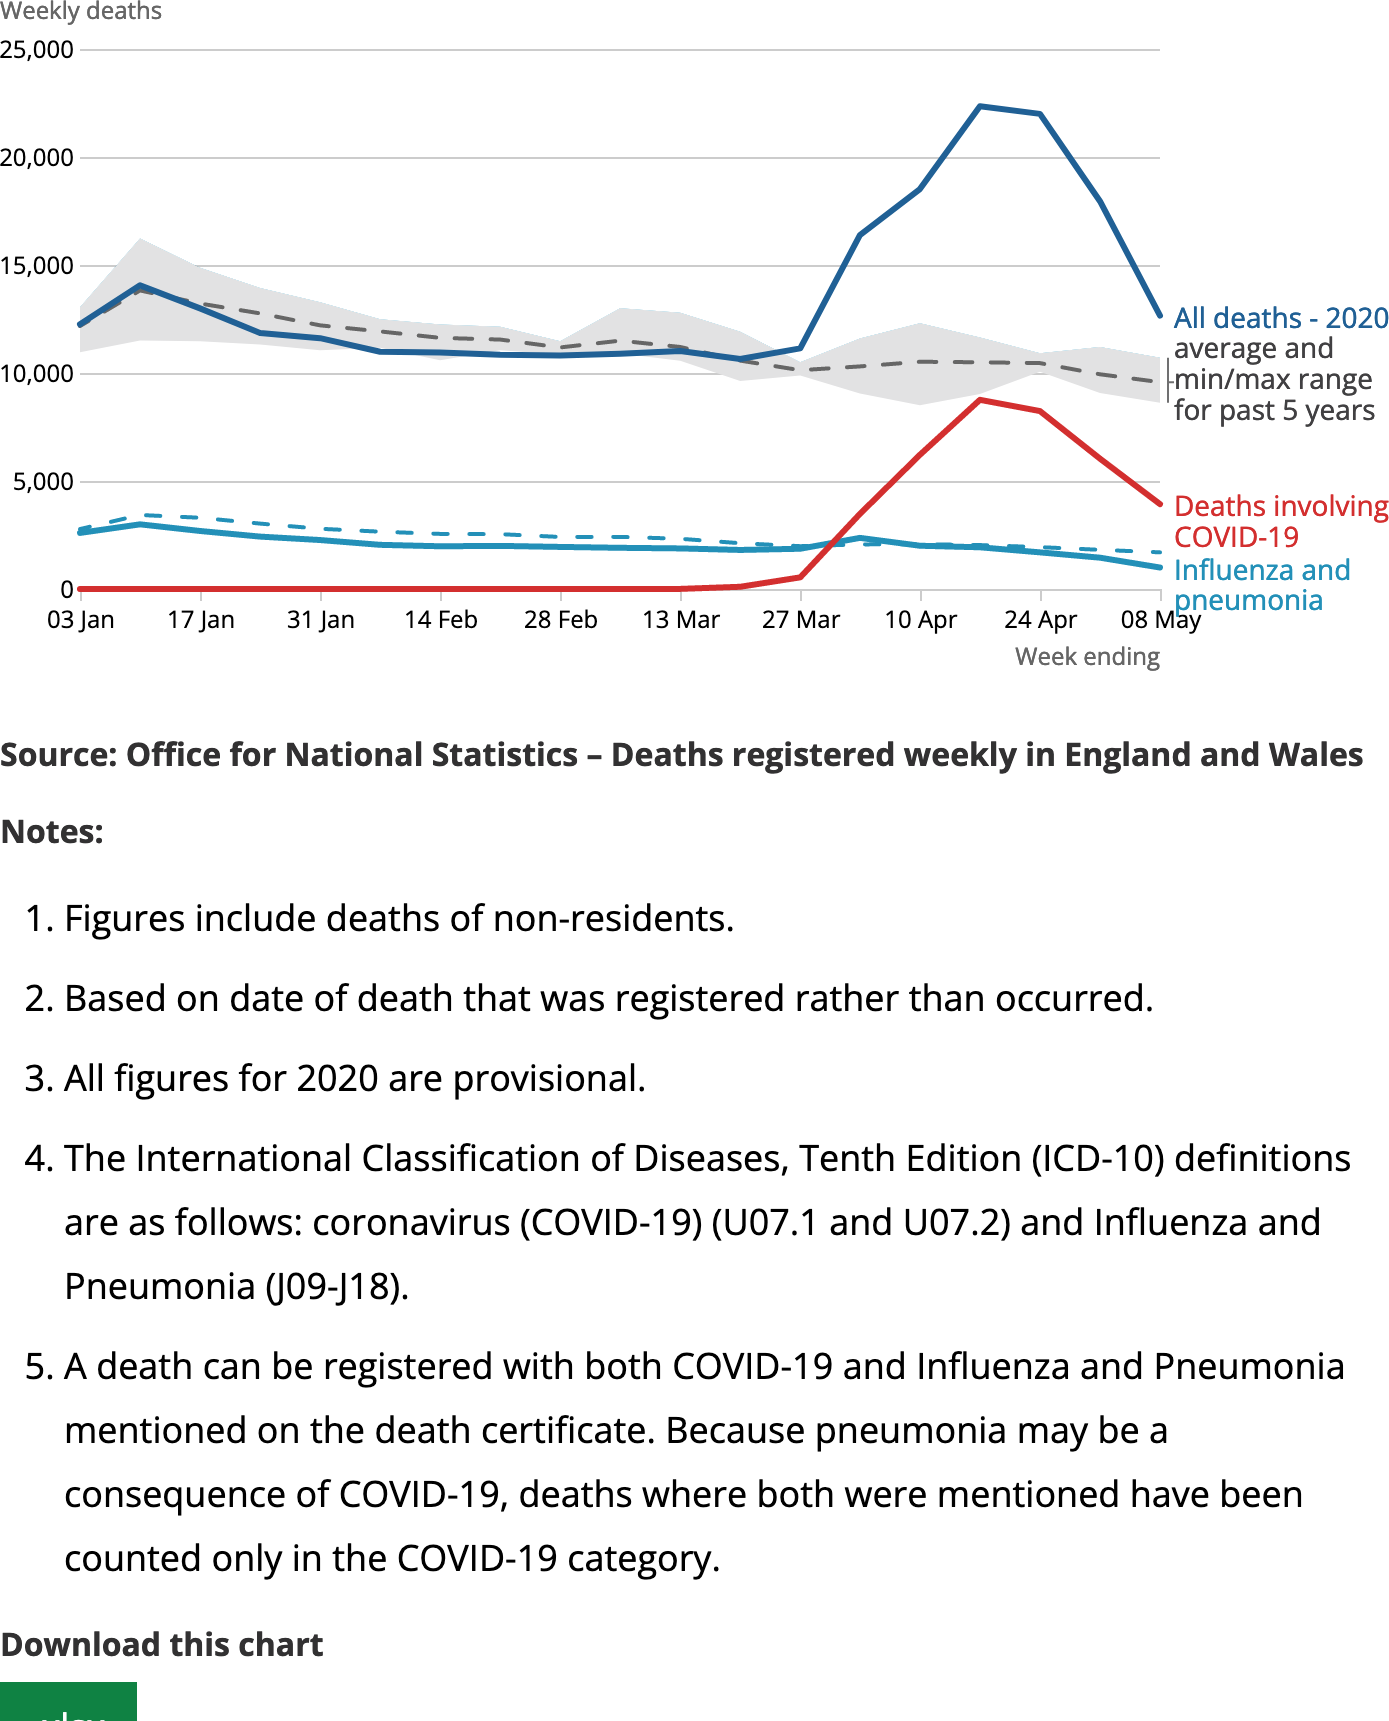 Weekly deaths
25,000
20,000
15,000
10,000
5,000
0
03 Jan 17 Jan 31 Jan 14 Feb 28 Feb 13 Mar 27 Mar 10 Apr 24 Apr 08 May
Week ending
All deaths - 2020
average and
min/max range
for past 5 years
Deaths involving
COVID-19
Influenza and
pneumonia
Source: Office for National Statistics – Deaths registered weekly in England and Wales
Notes:
1. Figures include deaths of non-residents.
2. Based on date of death that was registered rather than occurred.
3. All figures for 2020 are provisional.
4. The International Classification of Diseases, Tenth Edition (ICD-10) definitions
are as follows: coronavirus (COVID-19) (U07.1 and U07.2) and Influenza and
Pneumonia (J09-J18).
5. A death can be registered with both COVID-19 and Influenza and Pneumonia
mentioned on the death certificate. Because pneumonia may be a
consequence of COVID-19, deaths where both were mentioned have been
counted only in the COVID-19 category.
Download this chart